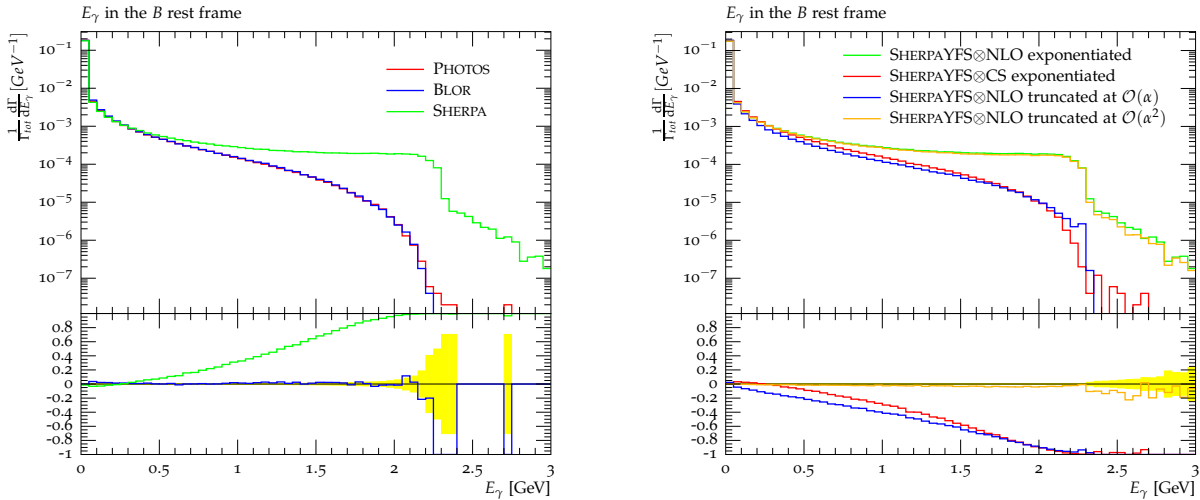 E_γ in the B rest frame
1/Γ_tot dΓ/dE_γ [GeV^−1]
10^−1
10^−2
10^−3
10^−4
10^−5
10^−6
10^−7
PHOTOS
BLOR
SHERPA
0.8
0.6
0.4
0.2
0
-0.2
-0.4
-0.6
-0.8
-1
0 0.5 1 1.5 2 2.5 3
E_γ [GeV]
E_γ in the B rest frame
1/Γ_tot dΓ/dE_γ [GeV^−1]
10^−1
10^−2
10^−3
10^−4
10^−5
10^−6
10^−7
SHERPAYFS⊗NLO exponentiated
SHERPAYFS⊗CS exponentiated
SHERPAYFS⊗NLO truncated at O(α)
SHERPAYFS⊗NLO truncated at O(α^2)
0.8
0.6
0.4
0.2
0
-0.2
-0.4
-0.6
-0.8
-1
0 0.5 1 1.5 2 2.5 3
E_γ [GeV]